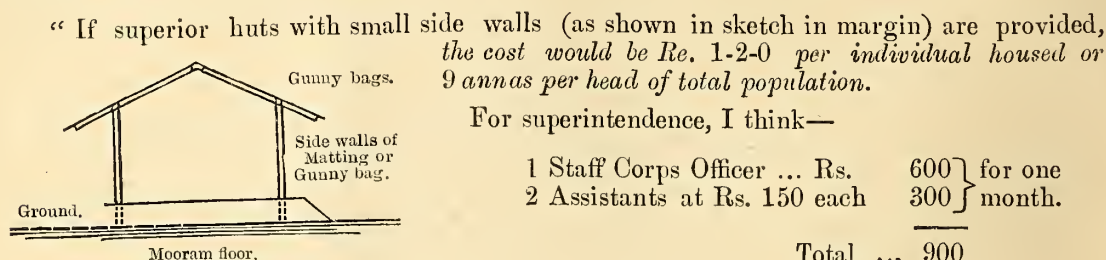 “ If superior huts with small side walls (as shown in sketch in margin) are provided,
the cost would be Re. 1-2-0 per individual housed or
9 annas per head of total population.
Gunny bags.
Side walls of
Matting or
Gunny bag.
Ground.
Mooram floor.
For superintendence, I think—
1 Staff Corps Officer ... Rs. 600 } for one
2 Assistants at Rs. 150 each 300 } month.
Total ... 900